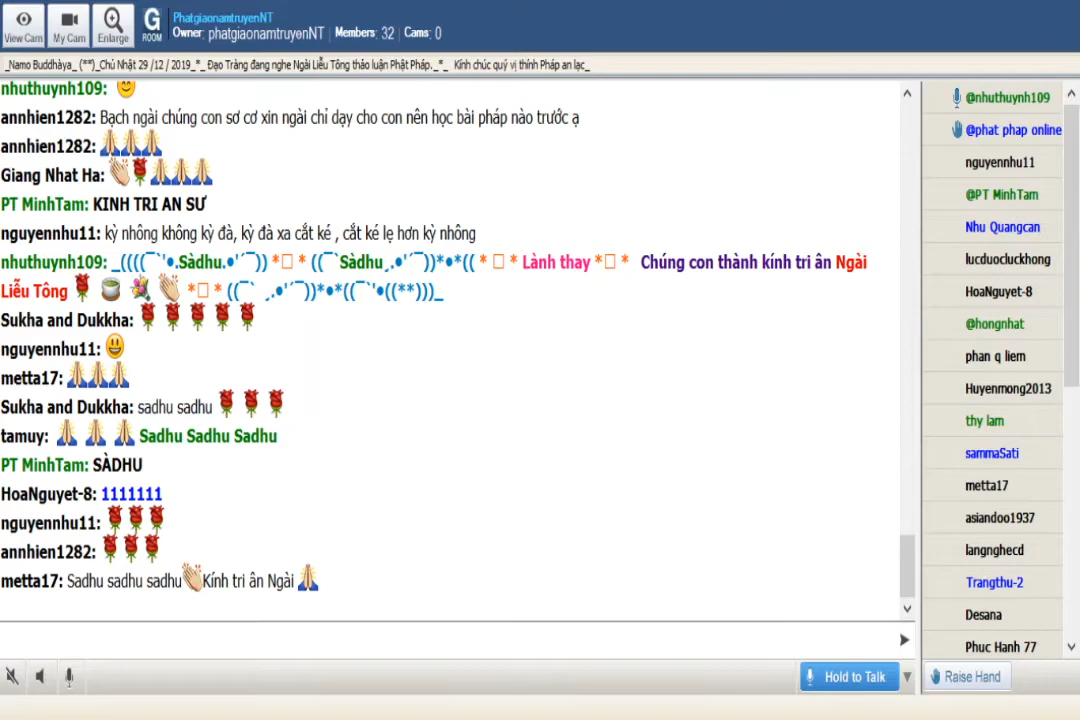 View Cam
My Cam
Enlarge
G ROOM
PhatgiaonamtruyenNT
Owner: phatgiaonamtruyenNT | Members: 32 | Cams: 0
_Namo Buddhàya_ (**)_Chủ Nhật 29 /12 / 2019_*_ Đạo Tràng đang nghe Ngài Liễu Tông thảo luận Phật Pháp._*_ Kính chúc quý vị thính Pháp an lạc_
nhuthuynh109: 🙂
annhien1282: Bạch ngài chúng con sơ cơ xin ngài chỉ dạy cho con nên học bài pháp nào trước ạ
annhien1282: 🙏🙏🙏
Giang Nhat Ha: 👏🌹🙏🙏🙏
PT MinhTam: KINH TRI AN SƯ
nguyennhu11: kỳ nhông không kỳ đà, kỳ đà xa cắt ké , cắt ké lẹ hơn kỳ nhông
nhuthuynh109: _((((¯`'•.Sàdhu.•'´¯)) *▯ * ((¯`Sàdhu¸.•'´¯))*•*(( * ▯ * Lành thay *▯ * Chúng con thành kính tri ân Ngài
Liễu Tông 🌹 🍵 💐 👏 *▯ * ((¯` ¸.•'´¯))*•*((¯`'•((**)))_
Sukha and Dukkha: 🌹 🌹 🌹 🌹 🌹
nguyennhu11: 😃
metta17: 🙏🙏🙏
Sukha and Dukkha: sadhu sadhu 🌹 🌹 🌹
tamuy: 🙏 🙏 🙏 Sadhu Sadhu Sadhu
PT MinhTam: SÀDHU
HoaNguyet-8: 1111111
nguyennhu11: 🌹🌹🌹
annhien1282: 🌹🌹🌹
metta17: Sadhu sadhu sadhu👏Kính tri ân Ngài 🙏
Hold to Talk
@nhuthuynh109
@phat phap online
nguyennhu11
@PT MinhTam
Nhu Quangcan
lucduocluckhong
HoaNguyet-8
@hongnhat
phan q liem
Huyenmong2013
thy lam
sammaSati
metta17
asiandoo1937
langnghecd
Trangthu-2
Desana
Phuc Hanh 77
Raise Hand